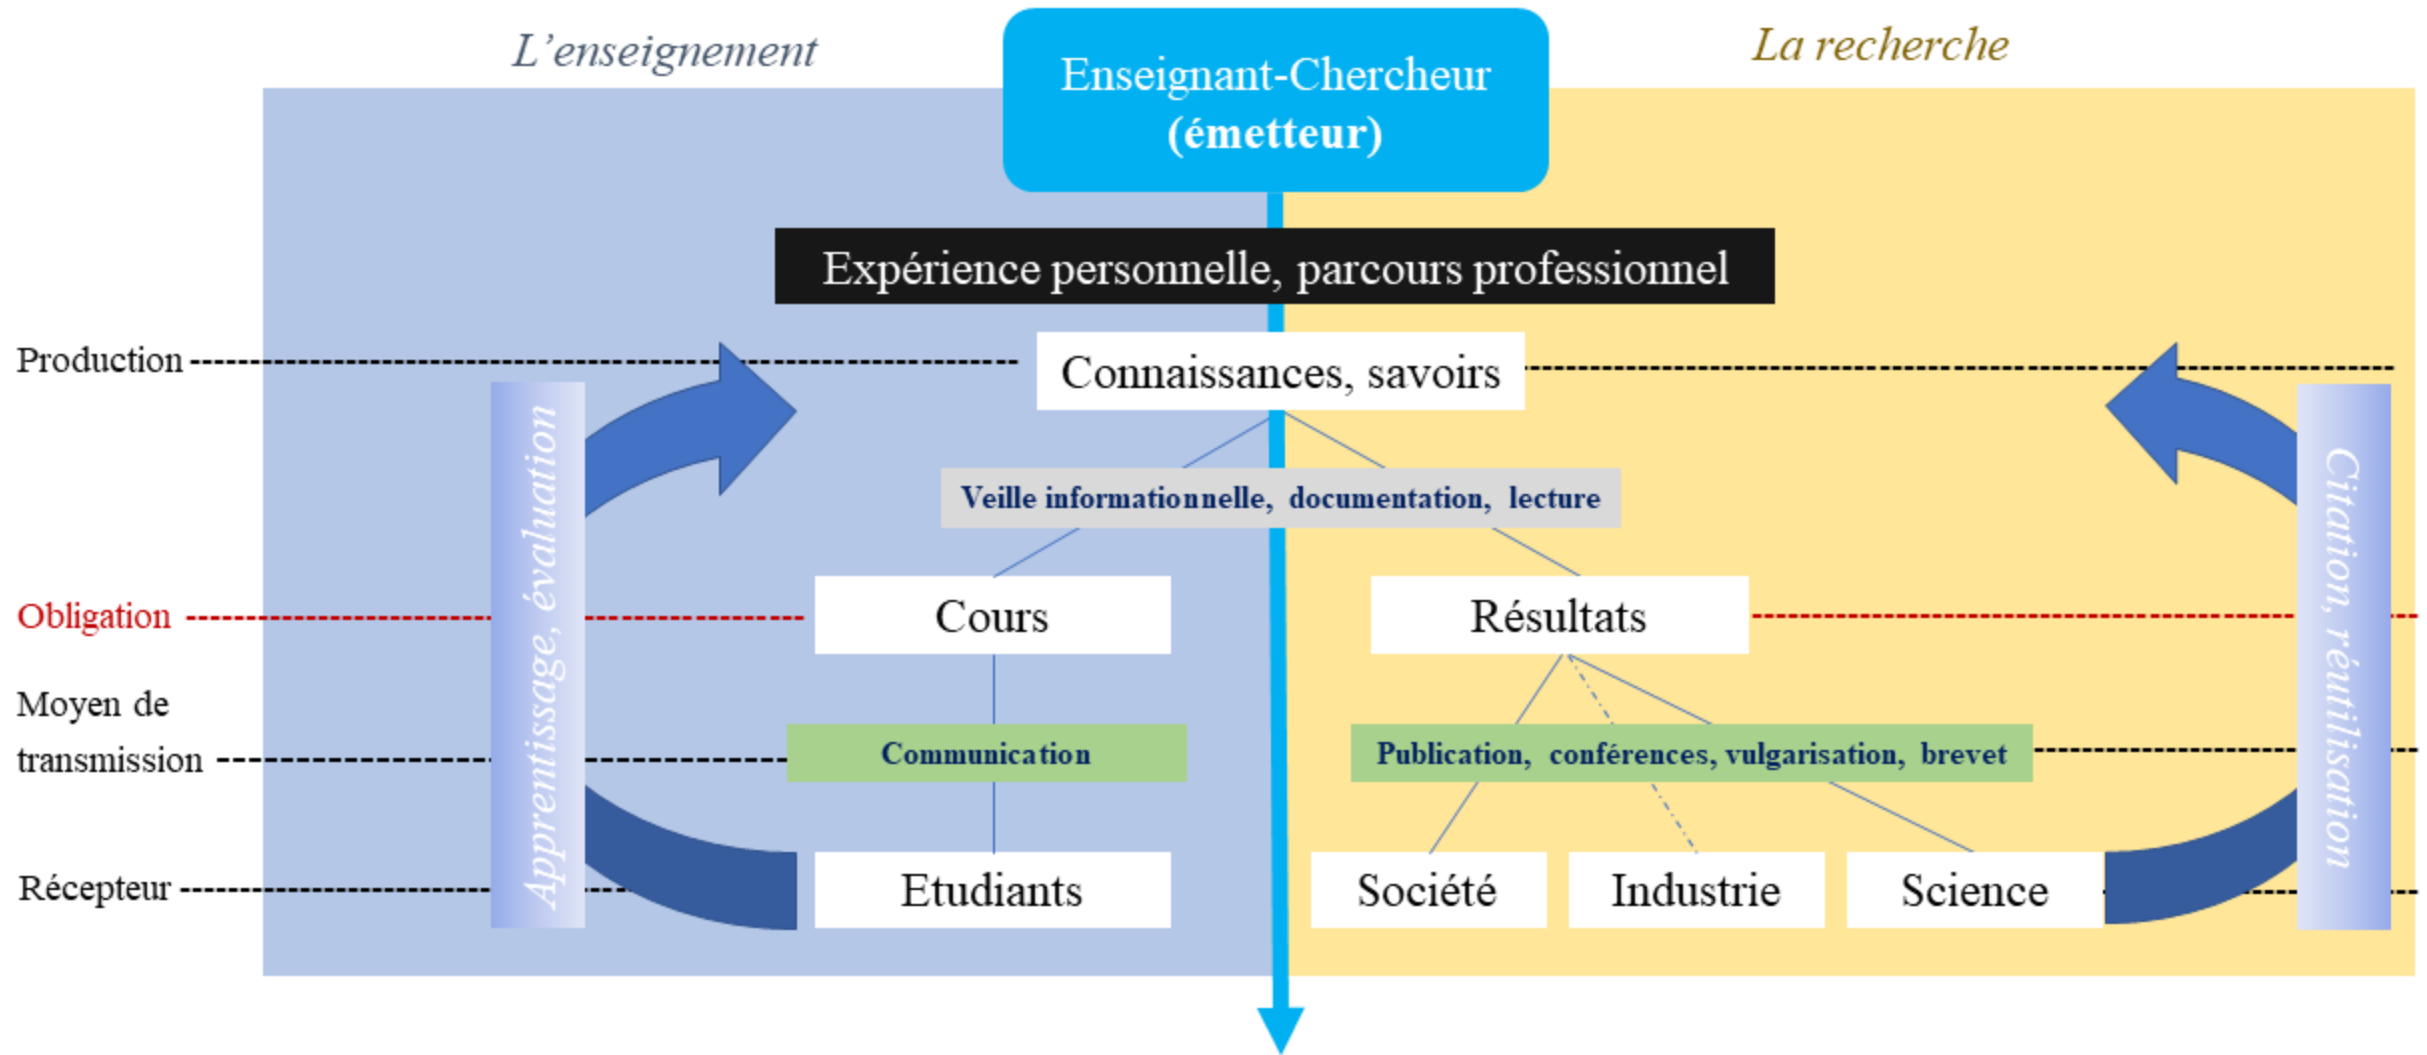 L’enseignement
Enseignant-Chercheur
(émetteur)
La recherche
Expérience personnelle, parcours professionnel
Production
Connaissances, savoirs
Veille informationnelle, documentation, lecture
Apprentissage, évaluation
Citation, réutilisation
Obligation
Cours
Résultats
Moyen de
transmission
Communication
Publication, conférences, vulgarisation, brevet
Récepteur
Etudiants
Société
Industrie
Science